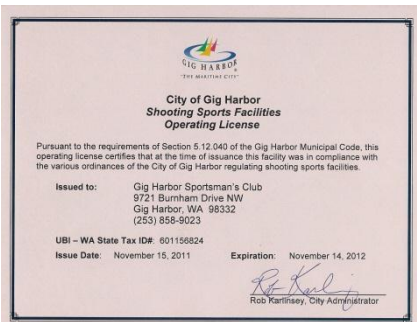 GIG HARBOR
"THE MARITIME CITY"
City of Gig Harbor
Shooting Sports Facilities
Operating License
Pursuant to the requirements of Section 5.12.040 of the Gig Harbor Municipal Code, this
operating license certifies that at the time of issuance this facility was in compliance with
the various ordinances of the City of Gig Harbor regulating shooting sports facilities.
Issued to: Gig Harbor Sportsman's Club
9721 Burnham Drive NW
Gig Harbor, WA 98332
(253) 858-9023
UBI – WA State Tax ID#: 601156824
Issue Date: November 15, 2011 Expiration: November 14, 2012
Rob Karlinsey, City Administrator